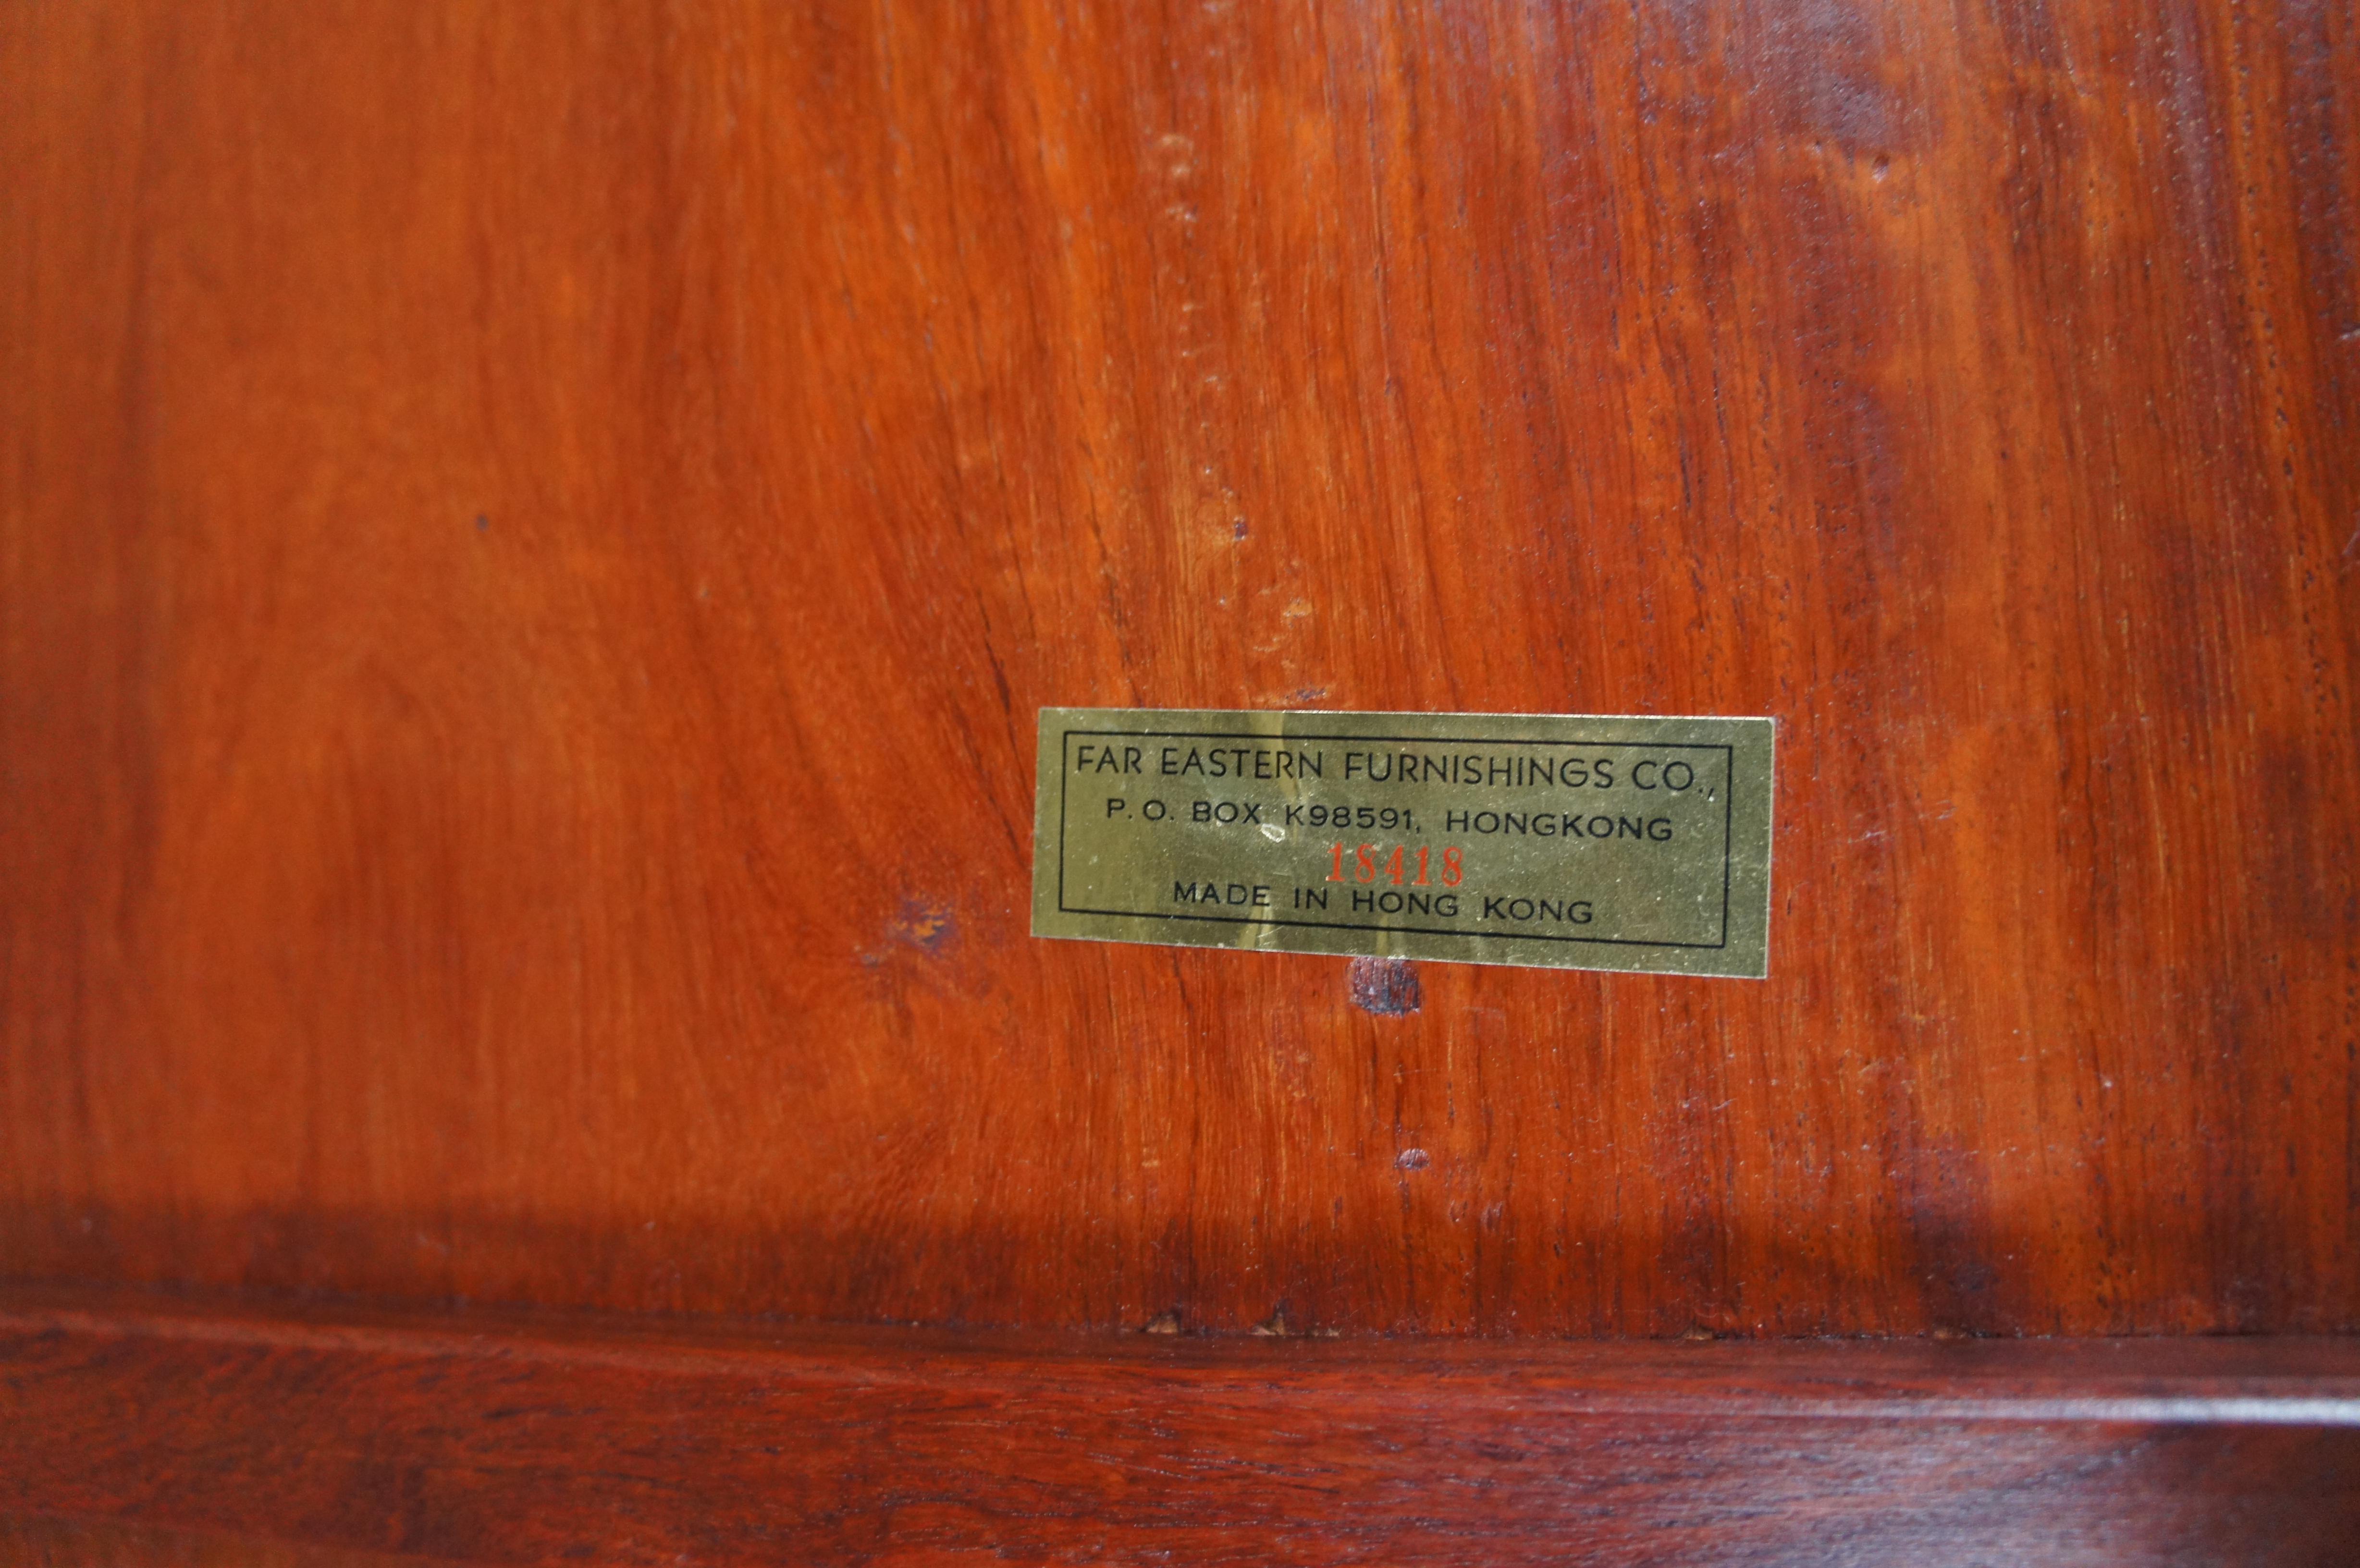 FAR EASTERN FURNISHINGS CO.,
P. O. BOX K98591, HONGKONG
18418
MADE IN HONG KONG